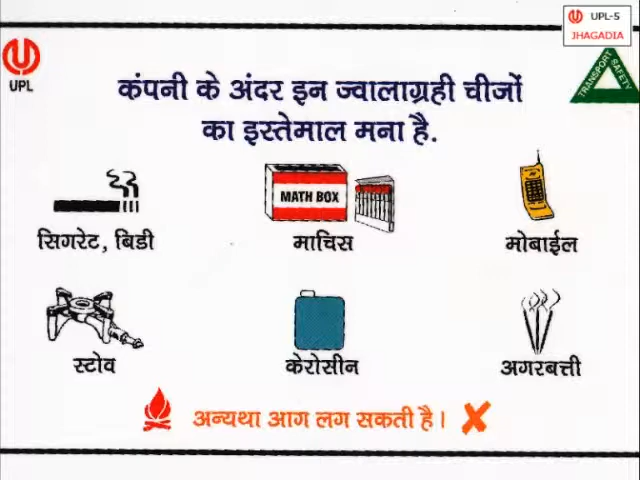 UPL-5
JHAGADIA
UPL
TRANSPORT SAFETY
कंपनी के अंदर इन ज्वालाग्रही चीजों
का इस्तेमाल मना है.
MATH BOX
सिगरेट, बिडी
माचिस
मोबाईल
स्टोव
केरोसीन
अगरबत्ती
अन्यथा आग लग सकती है।